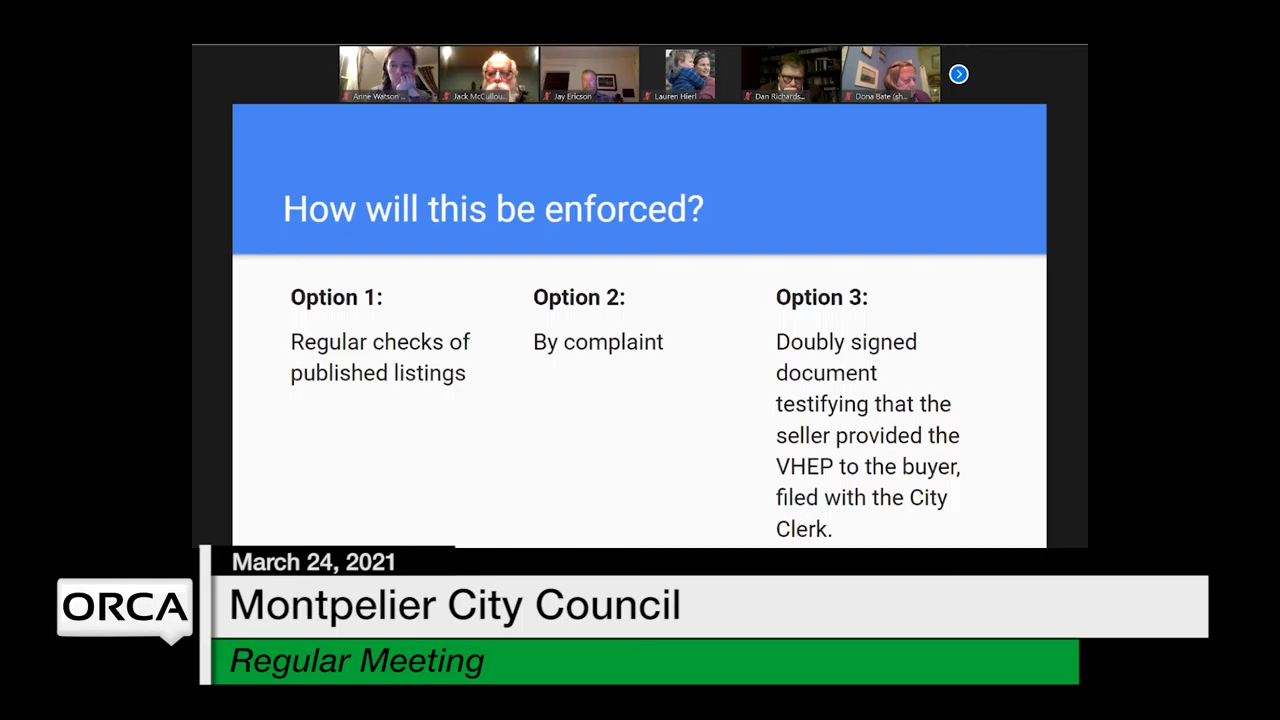 Anne Watson ...
Jack McCullou...
Jay Ericson
Lauren Hierl
Dan Richards...
Dona Bate (sh...
How will this be enforced?
Option 1:
Regular checks of
published listings
Option 2:
By complaint
Option 3:
Doubly signed
document
testifying that the
seller provided the
VHEP to the buyer,
filed with the City
Clerk.
March 24, 2021
ORCA
Montpelier City Council
Regular Meeting